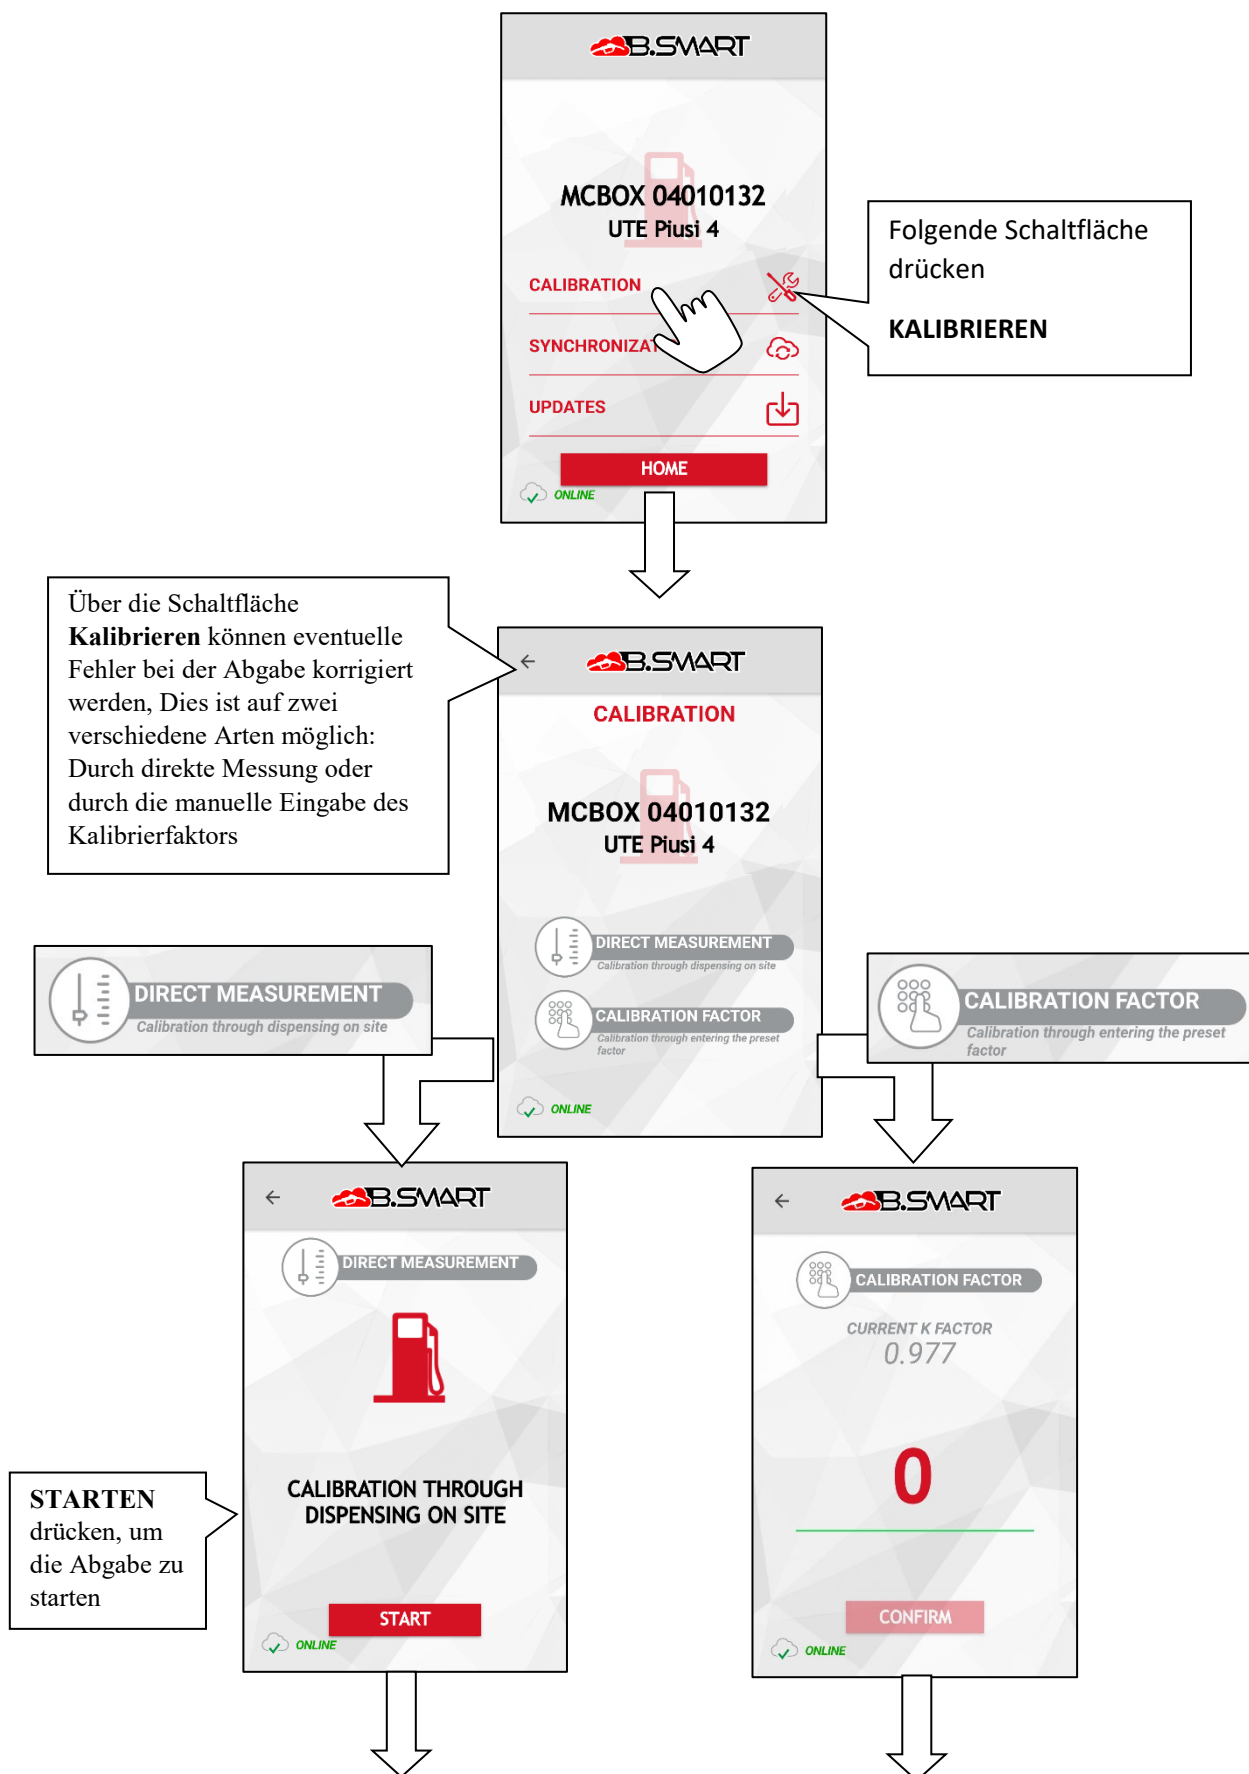 B.SMART
MCBOX 04010132
UTE Piusi 4
CALIBRATION
SYNCHRONIZAT
UPDATES
HOME
ONLINE
Folgende Schaltfläche
drücken
KALIBRIEREN
Über die Schaltfläche
Kalibrieren können eventuelle
Fehler bei der Abgabe korrigiert
werden, Dies ist auf zwei
verschiedene Arten möglich:
Durch direkte Messung oder
durch die manuelle Eingabe des
Kalibrierfaktors
B.SMART
CALIBRATION
MCBOX 04010132
UTE Piusi 4
DIRECT MEASUREMENT
Calibration through dispensing on site
CALIBRATION FACTOR
Calibration through entering the preset
factor
ONLINE
DIRECT MEASUREMENT
Calibration through dispensing on site
CALIBRATION FACTOR
Calibration through entering the preset
factor
B.SMART
DIRECT MEASUREMENT
CALIBRATION THROUGH
DISPENSING ON SITE
START
ONLINE
STARTEN
drücken, um
die Abgabe zu
starten
B.SMART
CALIBRATION FACTOR
CURRENT K FACTOR
0.977
0
CONFIRM
ONLINE